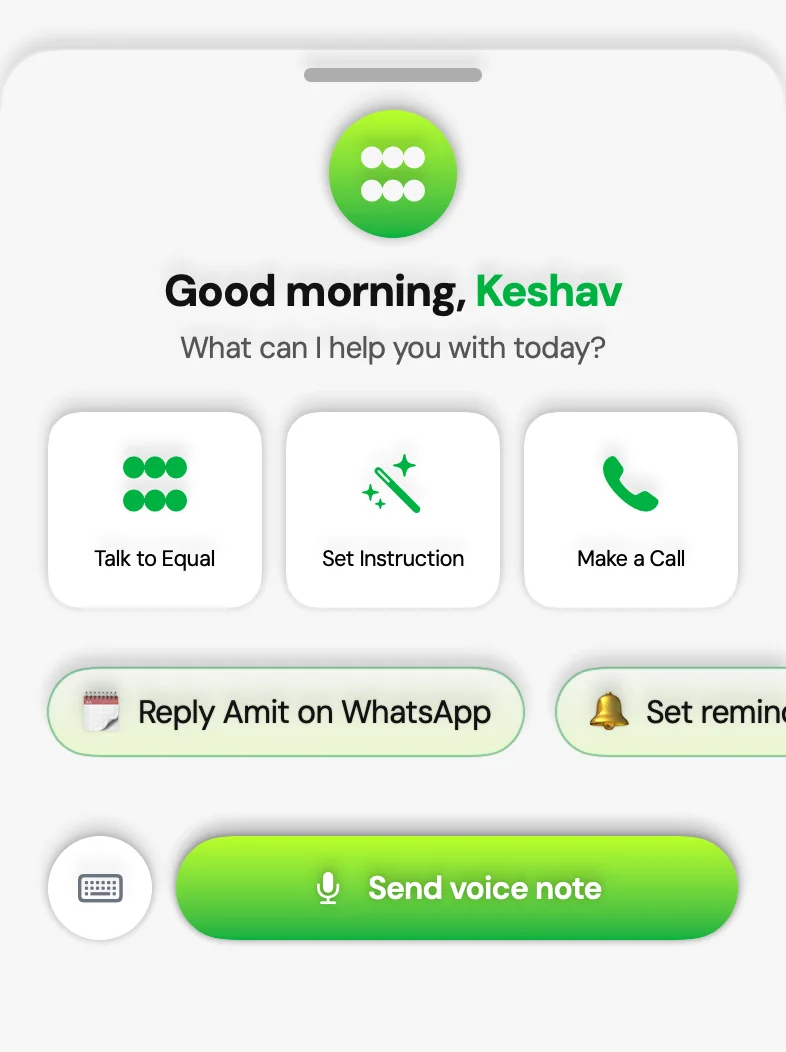 Good morning, Keshav
What can I help you with today?
Talk to Equal
Set Instruction
Make a Call
Reply Amit on WhatsApp
Set
Send voice note